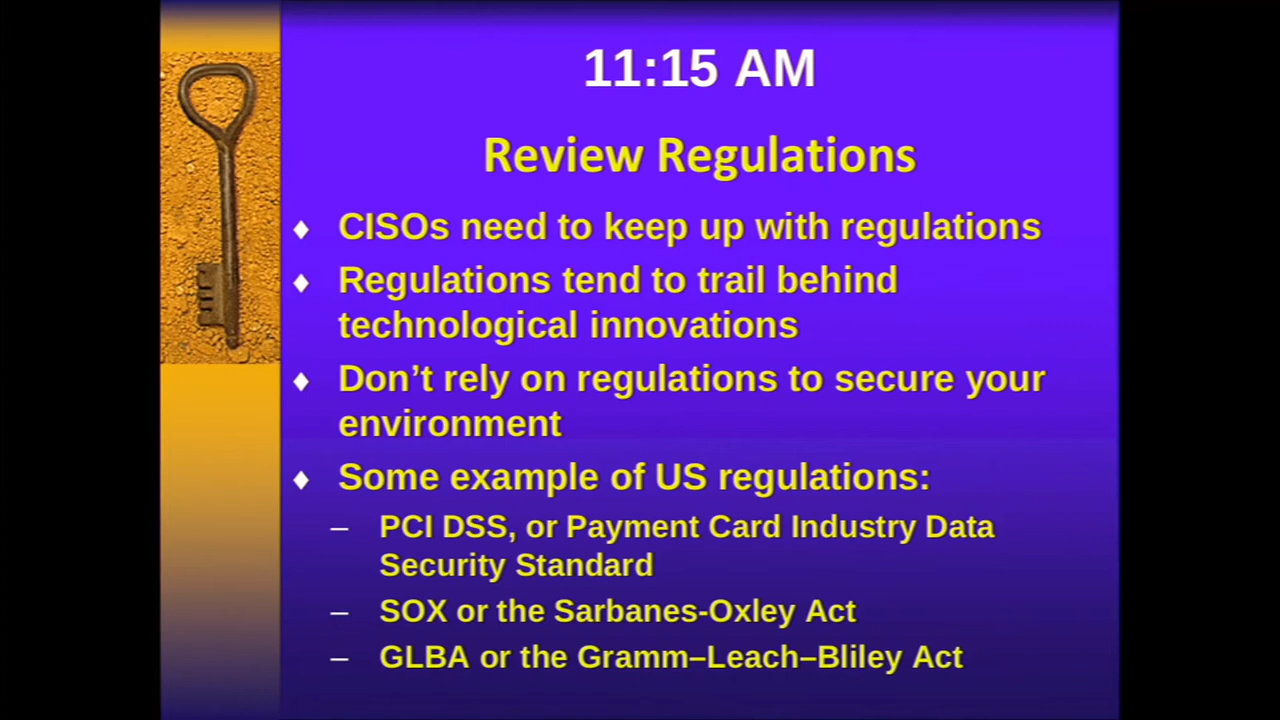 11:15 AM
Review Regulations
♦ CISOs need to keep up with regulations
♦ Regulations tend to trail behind
technological innovations
♦ Don’t rely on regulations to secure your
environment
♦ Some example of US regulations:
– PCI DSS, or Payment Card Industry Data
Security Standard
– SOX or the Sarbanes-Oxley Act
– GLBA or the Gramm–Leach–Bliley Act